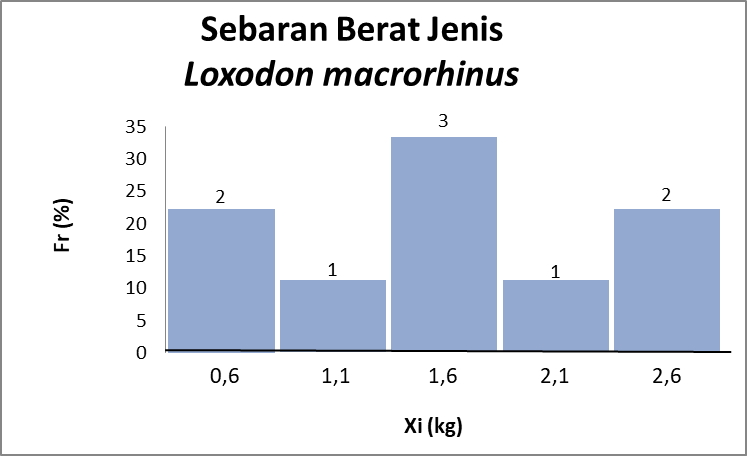 Sebaran Berat Jenis
Loxodon macrorhinus
Fr (%)
35
30
25
20
15
10
5
0
2
1
3
1
2
0,6 1,1 1,6 2,1 2,6
Xi (kg)